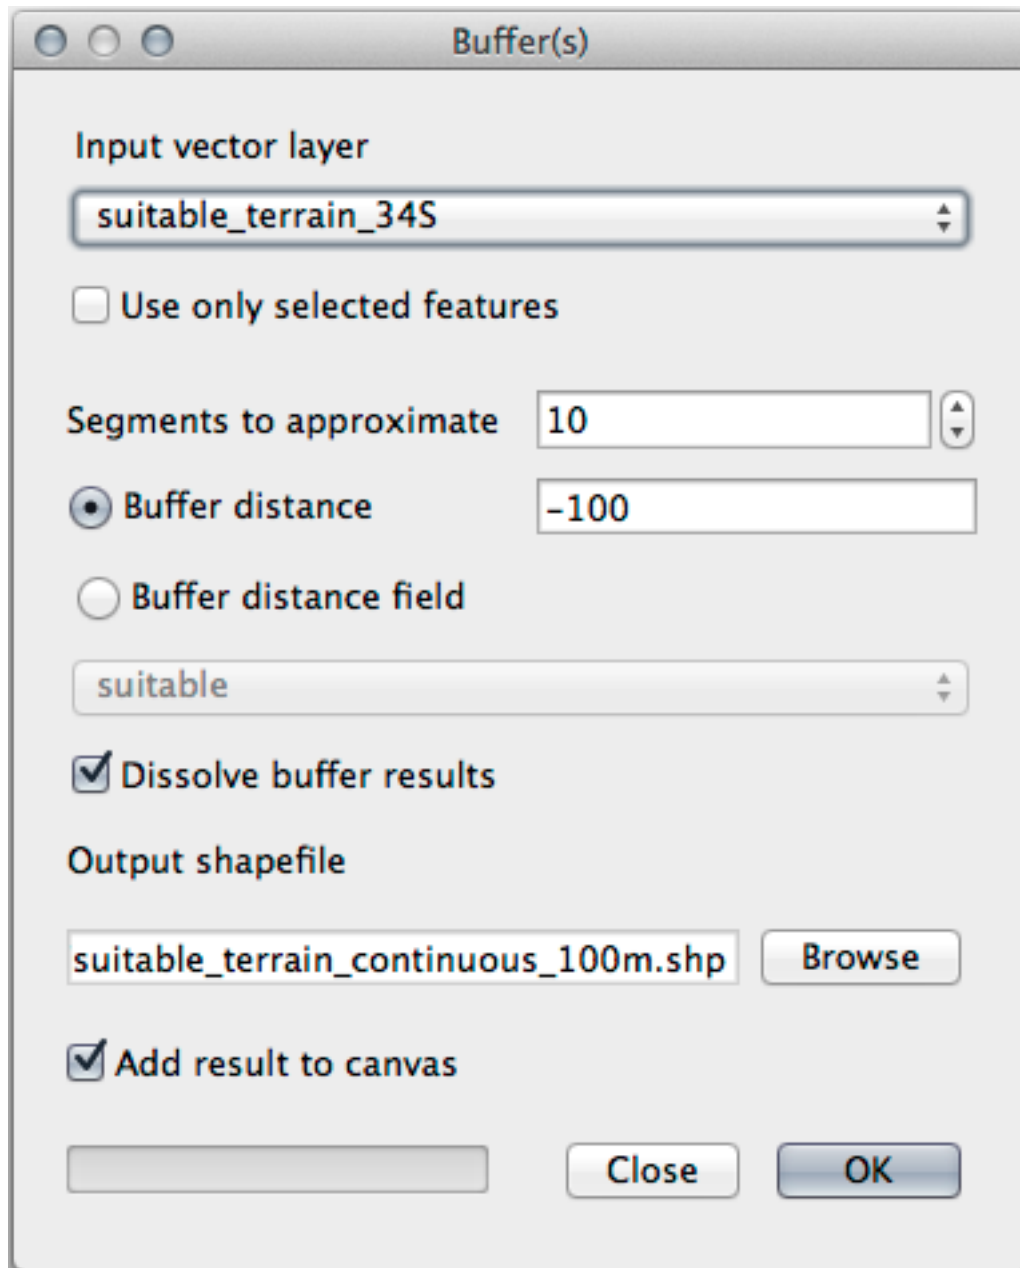 Buffer(s)
Input vector layer
suitable_terrain_34S
Use only selected features
Segments to approximate 10
Buffer distance -100
Buffer distance field
suitable
Dissolve buffer results
Output shapefile
suitable_terrain_continuous_100m.shp Browse
Add result to canvas
Close OK